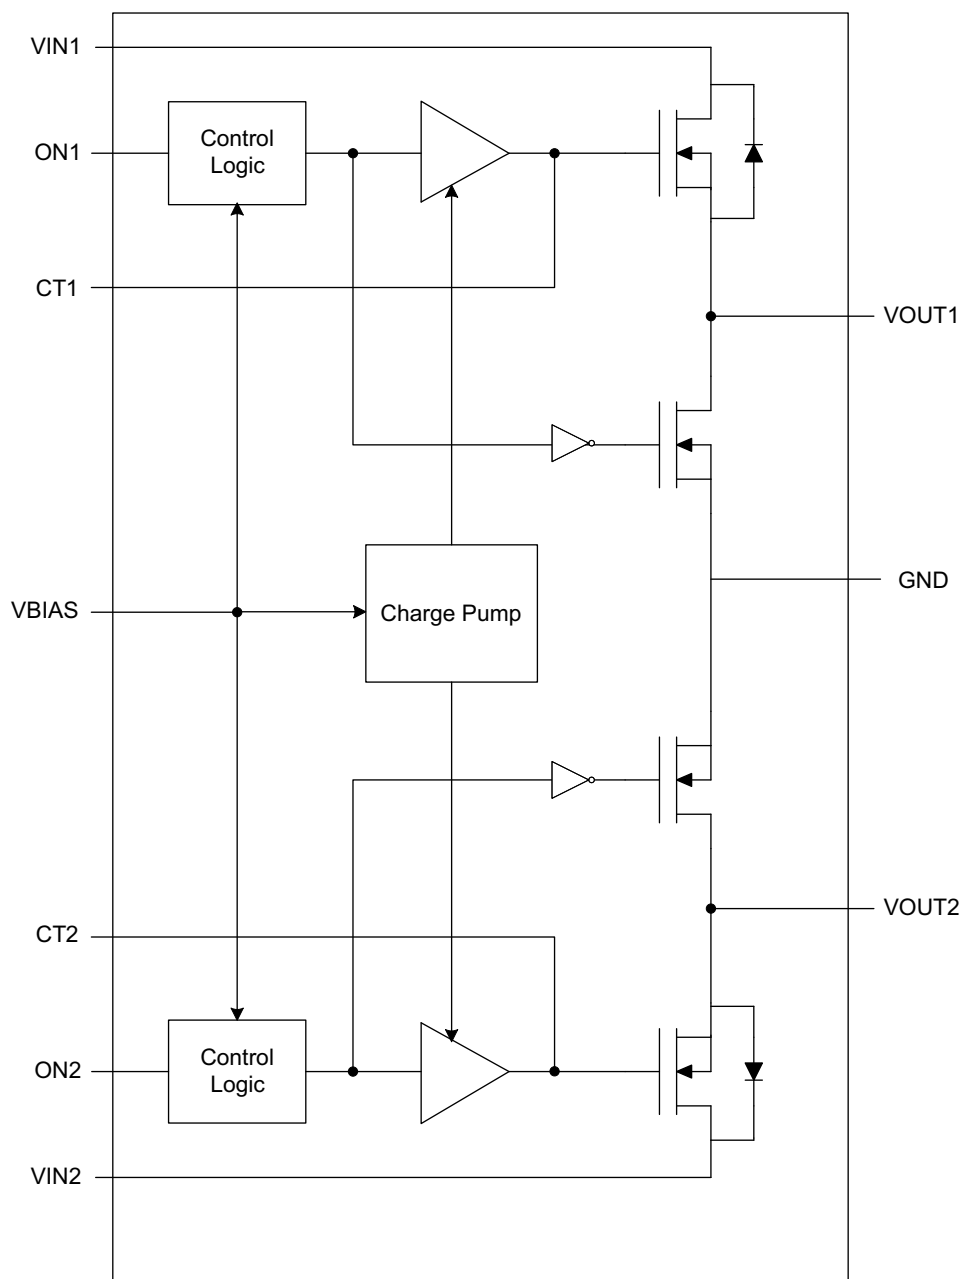 VIN1
Control
Logic
ON1
CT1
VOUT1
GND
VBIAS
Charge Pump
VOUT2
CT2
Control
Logic
ON2
VIN2